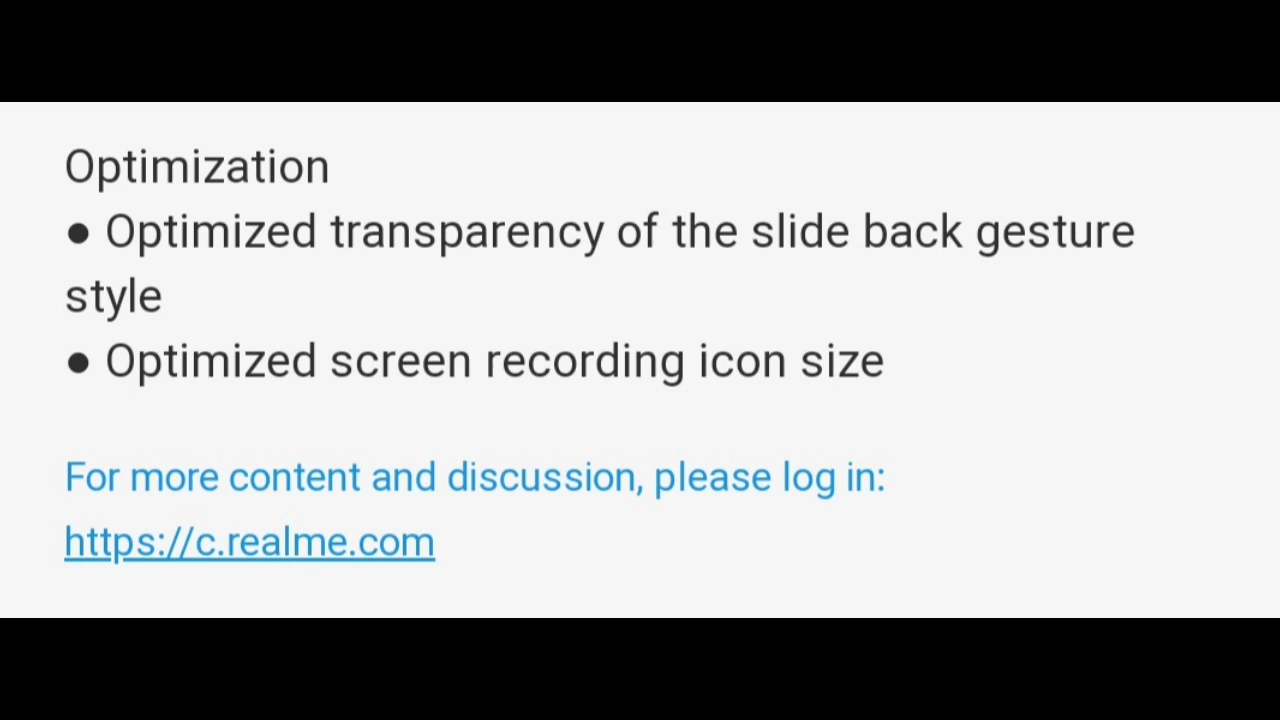 Optimization
● Optimized transparency of the slide back gesture
style
● Optimized screen recording icon size
For more content and discussion, please log in:
https://c.realme.com